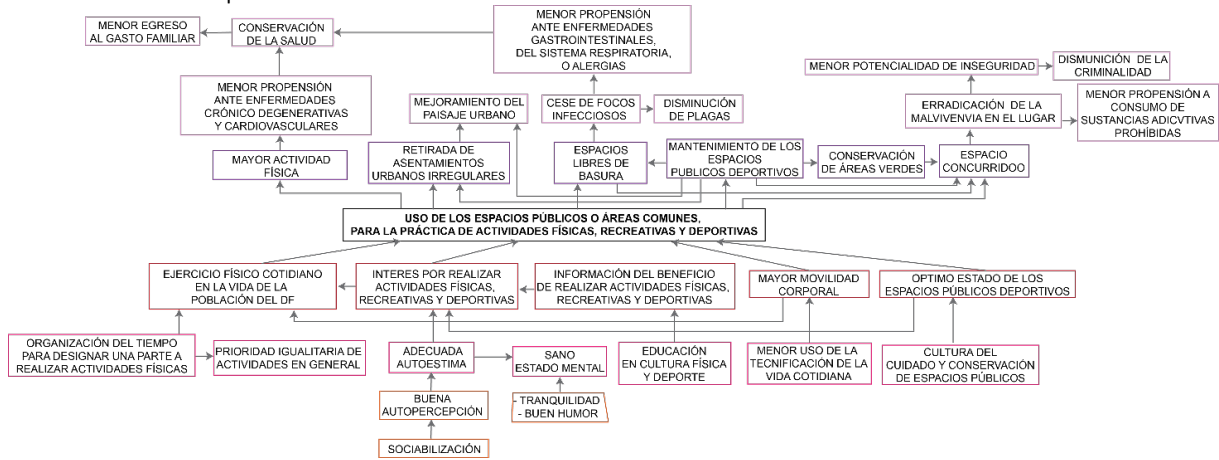 MENOR EGRESO
AL GASTO FAMILIAR
CONSERVACIÓN
DE LA SALUD
MENOR PROPENSIÓN
ANTE ENFERMEDADES
GASTROINTESTINALES,
DEL SISTEMA RESPIRATORIA,
O ALERGIAS
MENOR POTENCIALIDAD DE INSEGURIDAD
DISMUNICIÓN DE LA
CRIMINALIDAD
MENOR PROPENSIÓN
ANTE ENFERMEDADES
CRÓNICO DEGENERATIVAS
Y CARDIOVASCULARES
MEJORAMIENTO DEL
PAISAJE URBANO
CESE DE FOCOS
INFECCIOSOS
DISMINUCIÓN
DE PLAGAS
ERRADICACIÓN DE LA
MALVIVENVIA EN EL LUGAR
MENOR PROPENSIÓN A
CONSUMO DE
SUSTANCIAS ADICVTIVAS
PROHÍBIDAS
MAYOR ACTIVIDAD
FÍSICA
RETIRADA DE
ASENTAMIENTOS
URBANOS IRREGULARES
ESPACIOS
LIBRES DE
BASURA
MANTENIMIENTO DE LOS
ESPACIOS
PUBLICOS DEPORTIVOS
CONSERVACIÓN
DE ÁREAS VERDES
ESPACIO
CONCURRIDOO
USO DE LOS ESPACIOS PÚBLICOS O ÁREAS COMUNES,
PARA LA PRÁCTICA DE ACTIVIDADES FÍSICAS, RECREATIVAS Y DEPORTIVAS
EJERCICIO FÍSICO COTIDIANO
EN LA VIDA DE LA
POBLACIÓN DEL DF
INTERES POR REALIZAR
ACTIVIDADES FÍSICAS,
RECREATIVAS Y DEPORTIVAS
INFORMACIÓN DEL BENEFICIO
DE REALIZAR ACTIVIDADES FÍSICAS,
RECREATIVAS Y DEPORTIVAS
MAYOR MOVILIDAD
CORPORAL
OPTIMO ESTADO DE LOS
ESPACIOS PÚBLICOS DEPORTIVOS
ORGANIZACIÓN DEL TIEMPO
PARA DESIGNAR UNA PARTE A
REALIZAR ACTIVIDADES FÍSICAS
PRIORIDAD IGUALITARIA DE
ACTIVIDADES EN GENERAL
ADECUADA
AUTOESTIMA
SANO
ESTADO MENTAL
EDUCACIÓN
EN CULTURA FÍSICA
Y DEPORTE
MENOR USO DE LA
TECNIFICACIÓN DE LA
VIDA COTIDIANA
CULTURA DEL
CUIDADO Y CONSERVACIÓN
DE ESPACIOS PÚBLICOS
BUENA
AUTOPERCEPCIÓN
- TRANQUILIDAD
- BUEN HUMOR
SOCIABILIZACIÓN